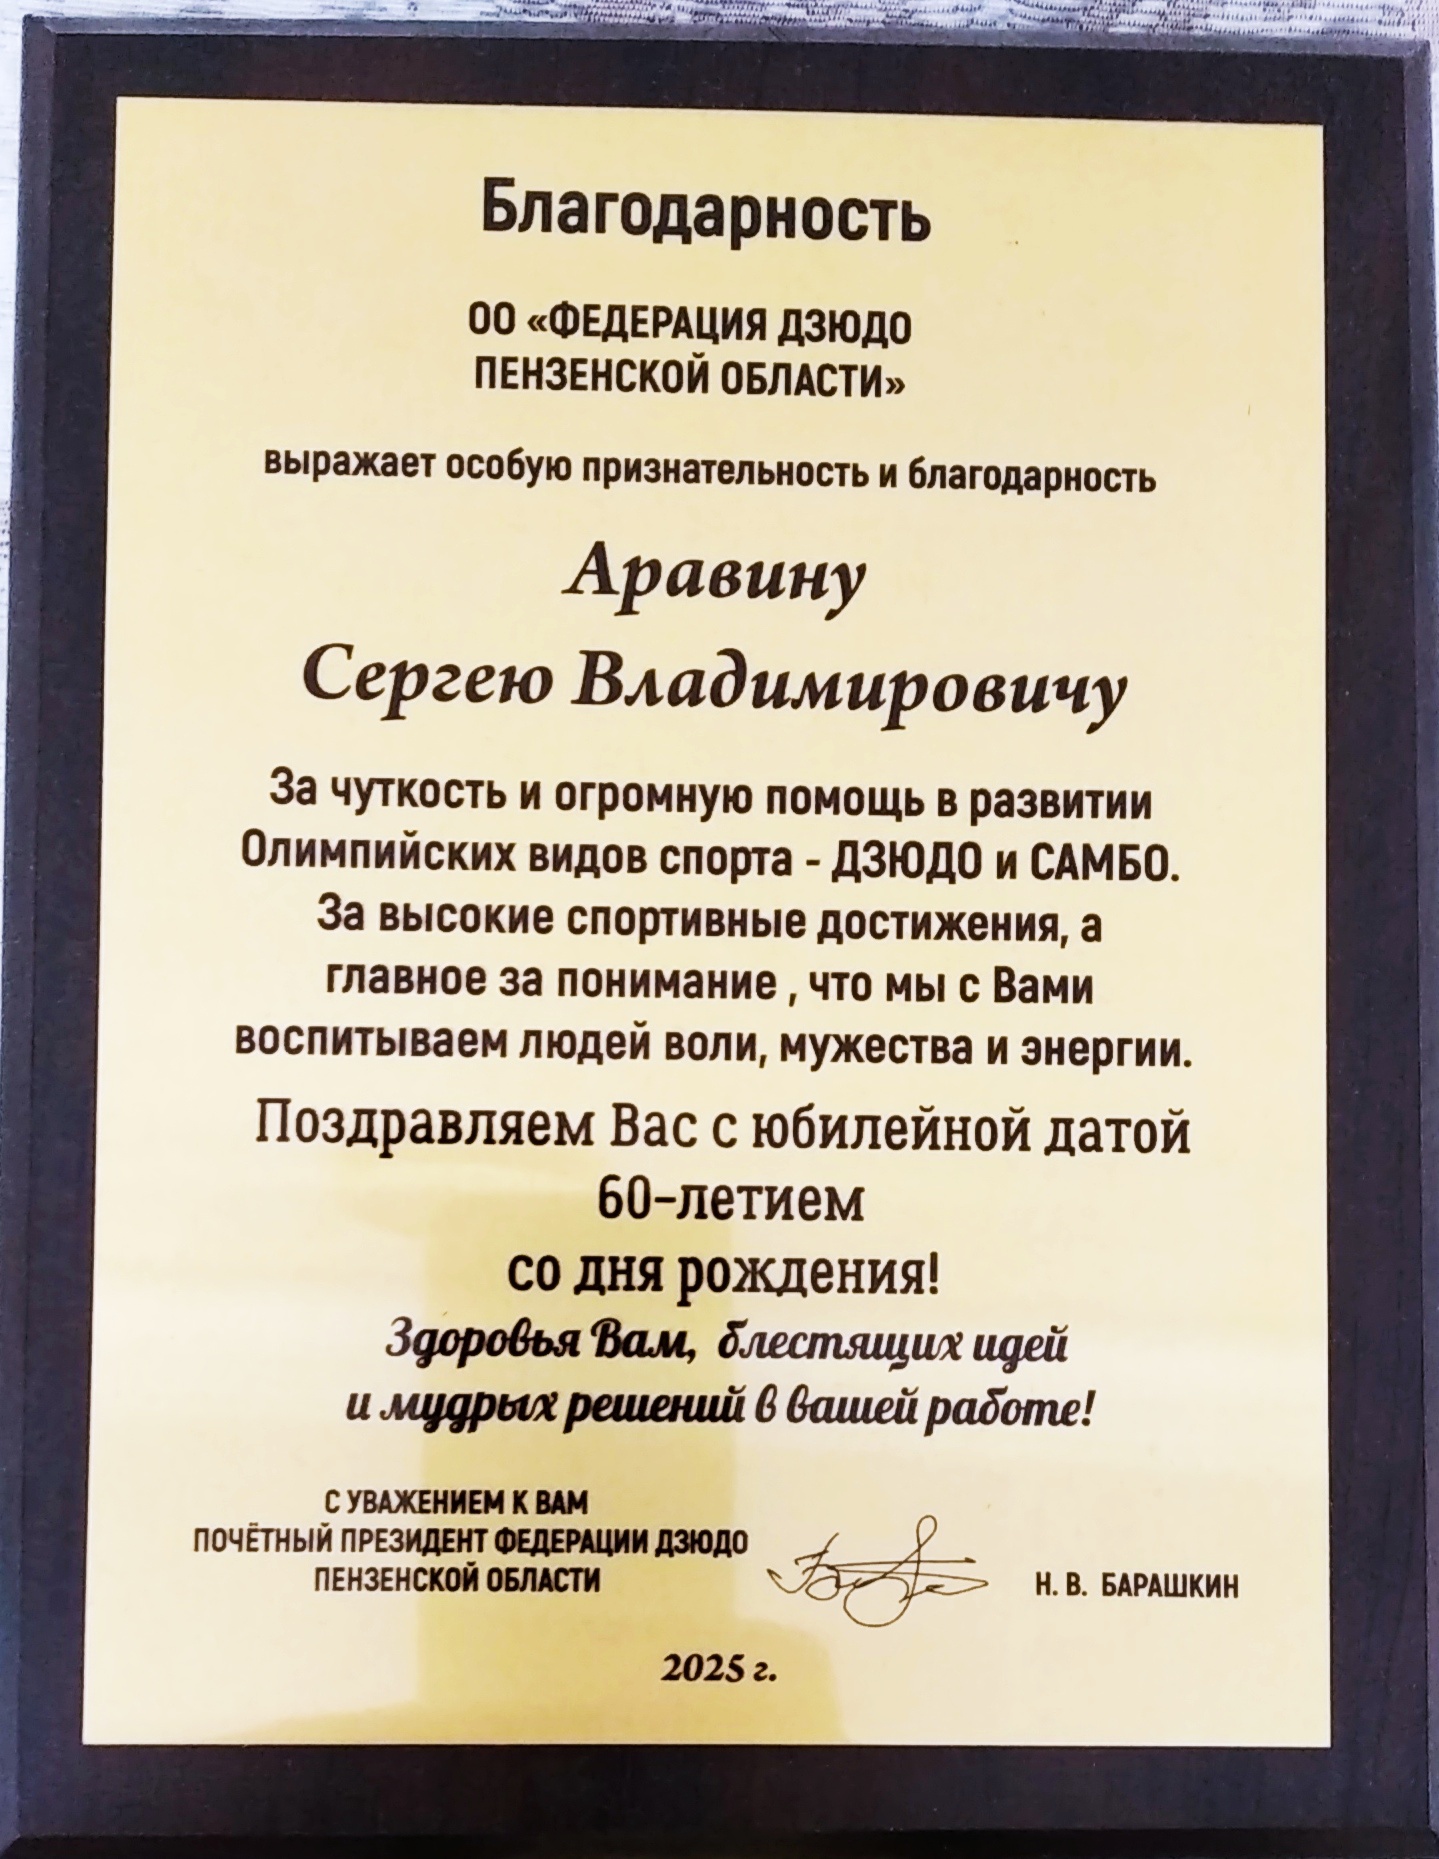 Благодарность
ОО «ФЕДЕРАЦИЯ ДЗЮДО
ПЕНЗЕНСКОЙ ОБЛАСТИ»
выражает особую признательность и благодарность
Аравину
Сергею Владимировичу
За чуткость и огромную помощь в развитии
Олимпийских видов спорта - ДЗЮДО и САМБО.
За высокие спортивные достижения, а
главное за понимание , что мы с Вами
воспитываем людей воли, мужества и энергии.
Поздравляем Вас с юбилейной датой
60-летием
со дня рождения!
Здоровья Вам, блестящих идей
и мудрых решений в вашей работе!
С УВАЖЕНИЕМ К ВАМ
ПОЧЁТНЫЙ ПРЕЗИДЕНТ ФЕДЕРАЦИИ ДЗЮДО
ПЕНЗЕНСКОЙ ОБЛАСТИ
Н. В. БАРАШКИН
2025 г.